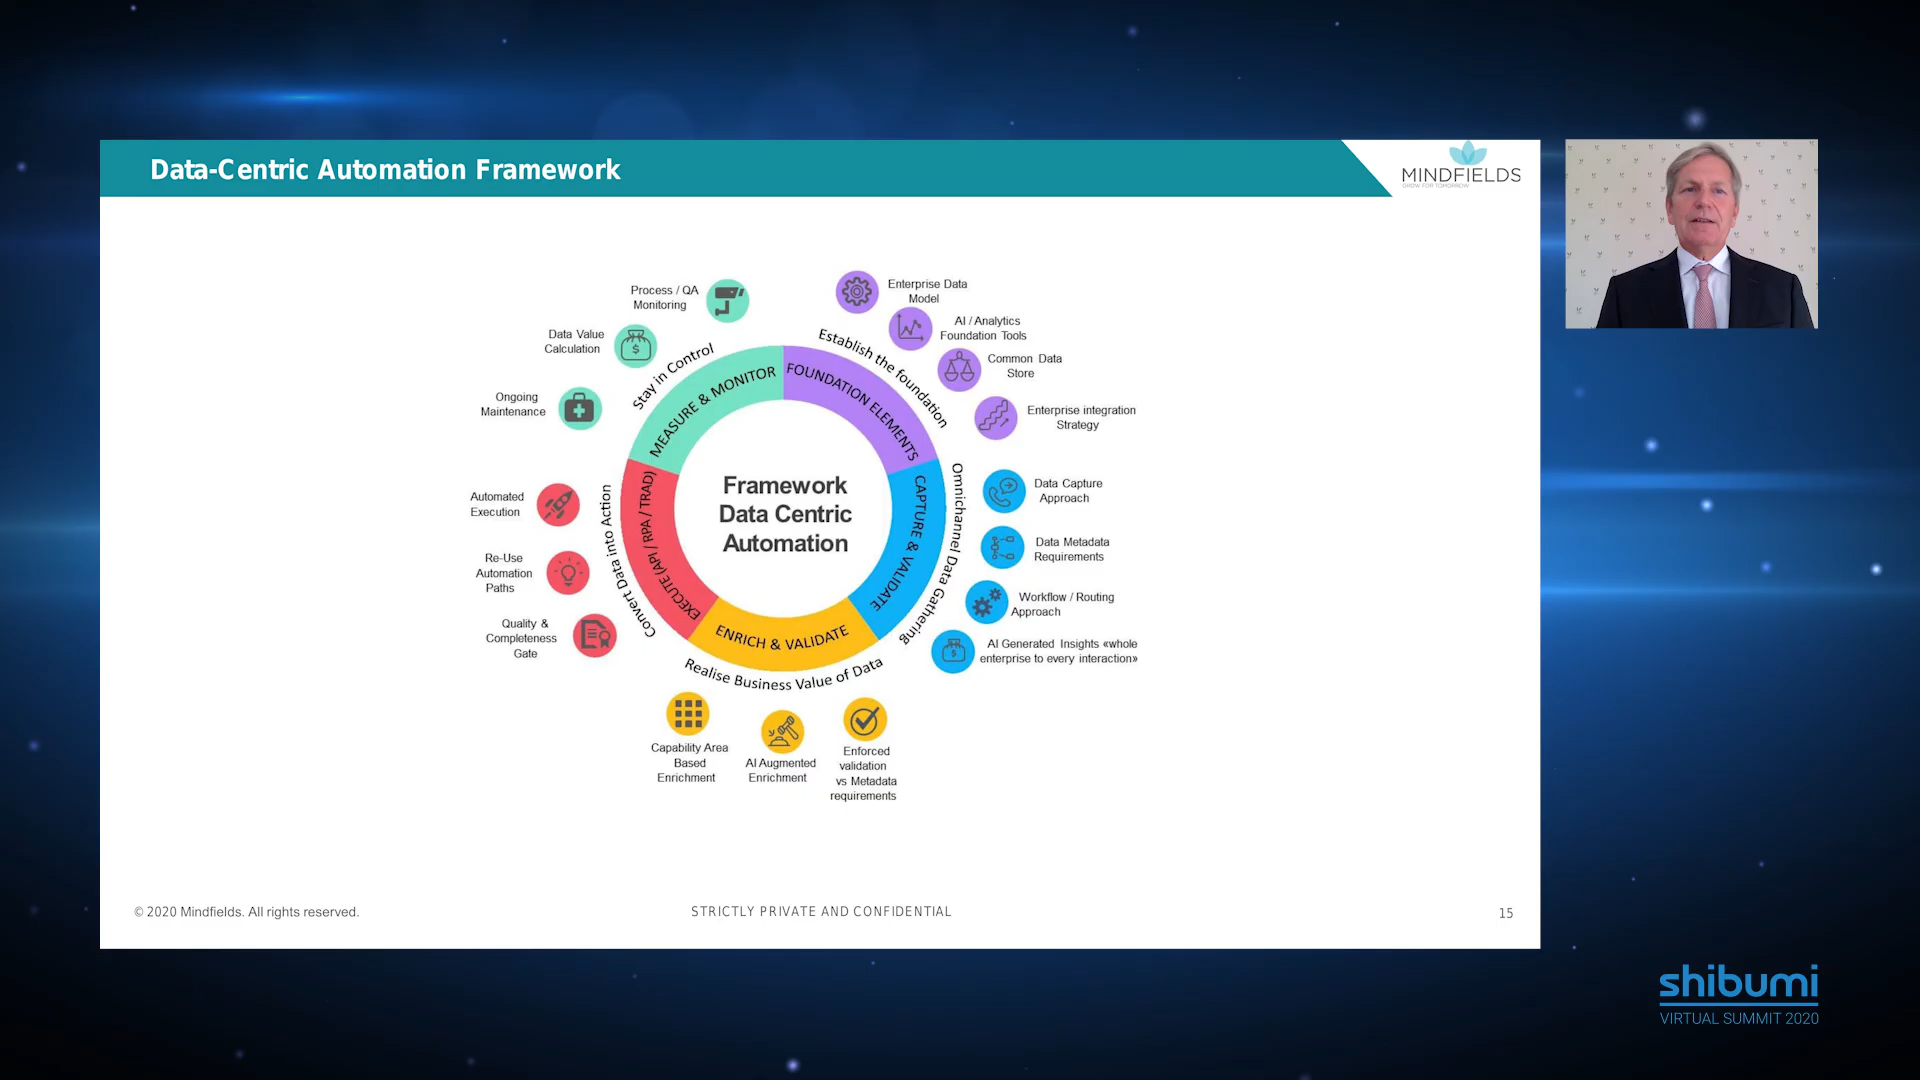 Data-Centric Automation Framework
MINDFIELDS
GROW FOR TOMORROW
Process / QA
Monitoring
Data Value
Calculation
Ongoing
Maintenance
Stay in Control
MEASURE & MONITOR
Enterprise Data
Model
AI / Analytics
Foundation Tools
Common Data
Store
Enterprise integration
Strategy
Establish the foundation
FOUNDATION ELEMENTS
Framework
Data Centric
Automation
Data Capture
Approach
Data Metadata
Requirements
Workflow / Routing
Approach
AI Generated Insights «whole
enterprise to every interaction»
Omnichannel Data Gathering
CAPTURE & VALIDATE
Automated
Execution
Re-Use
Automation
Paths
Quality &
Completeness
Gate
Convert Data into Action
EXECUTE (API / RPA / TRAD)
ENRICH & VALIDATE
Realise Business Value of Data
Capability Area
Based
Enrichment
AI Augmented
Enrichment
Enforced
validation
vs Metadata
requirements
© 2020 Mindfields. All rights reserved.
STRICTLY PRIVATE AND CONFIDENTIAL
15
shibumi
VIRTUAL SUMMIT 2020